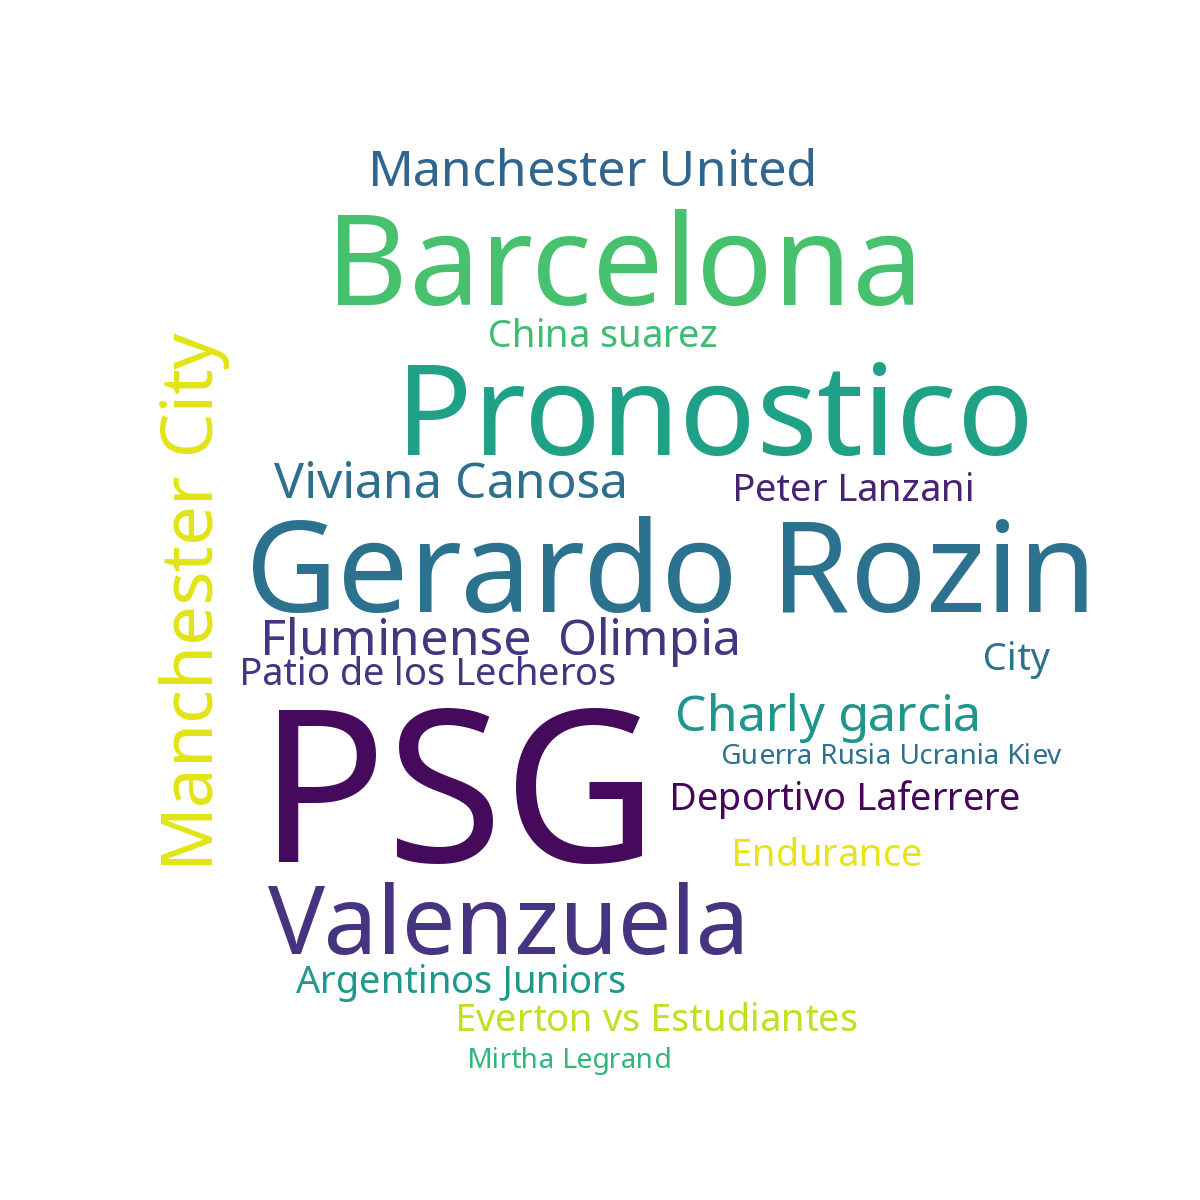 Manchester United
Barcelona
China suarez
Manchester City
Pronostico
Viviana Canosa
Peter Lanzani
Gerardo Rozin
Fluminense  Olimpia
City
Patio de los Lecheros
PSG
Charly garcia
Guerra Rusia Ucrania Kiev
Deportivo Laferrere
Endurance
Valenzuela
Argentinos Juniors
Everton vs Estudiantes
Mirtha Legrand